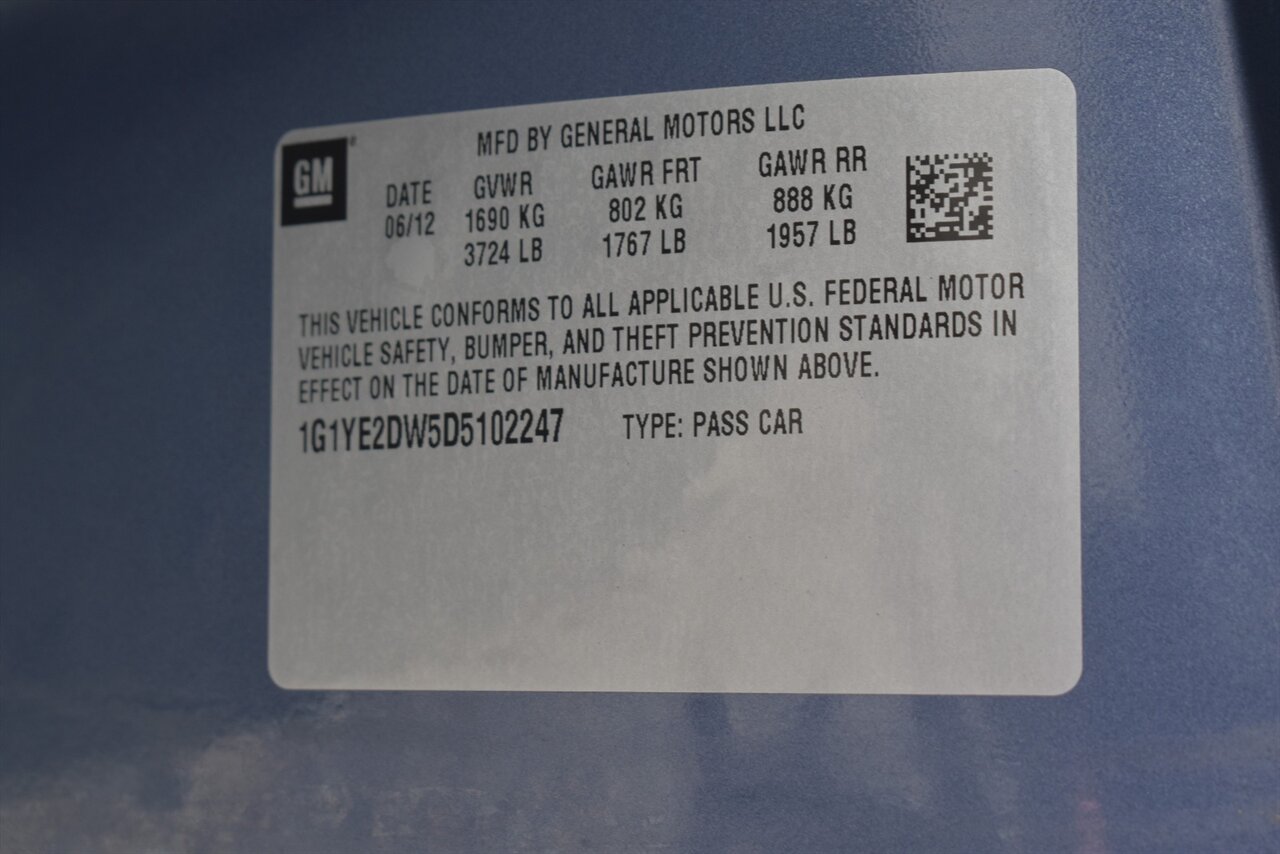 MFD BY GENERAL MOTORS LLC
GM®
DATE GVWR GAWR FRT GAWR RR
06/12 1690 KG 802 KG 888 KG
3724 LB 1767 LB 1957 LB
THIS VEHICLE CONFORMS TO ALL APPLICABLE U.S. FEDERAL MOTOR
VEHICLE SAFETY, BUMPER, AND THEFT PREVENTION STANDARDS IN
EFFECT ON THE DATE OF MANUFACTURE SHOWN ABOVE.
1G1YE2DW5D5102247 TYPE: PASS CAR